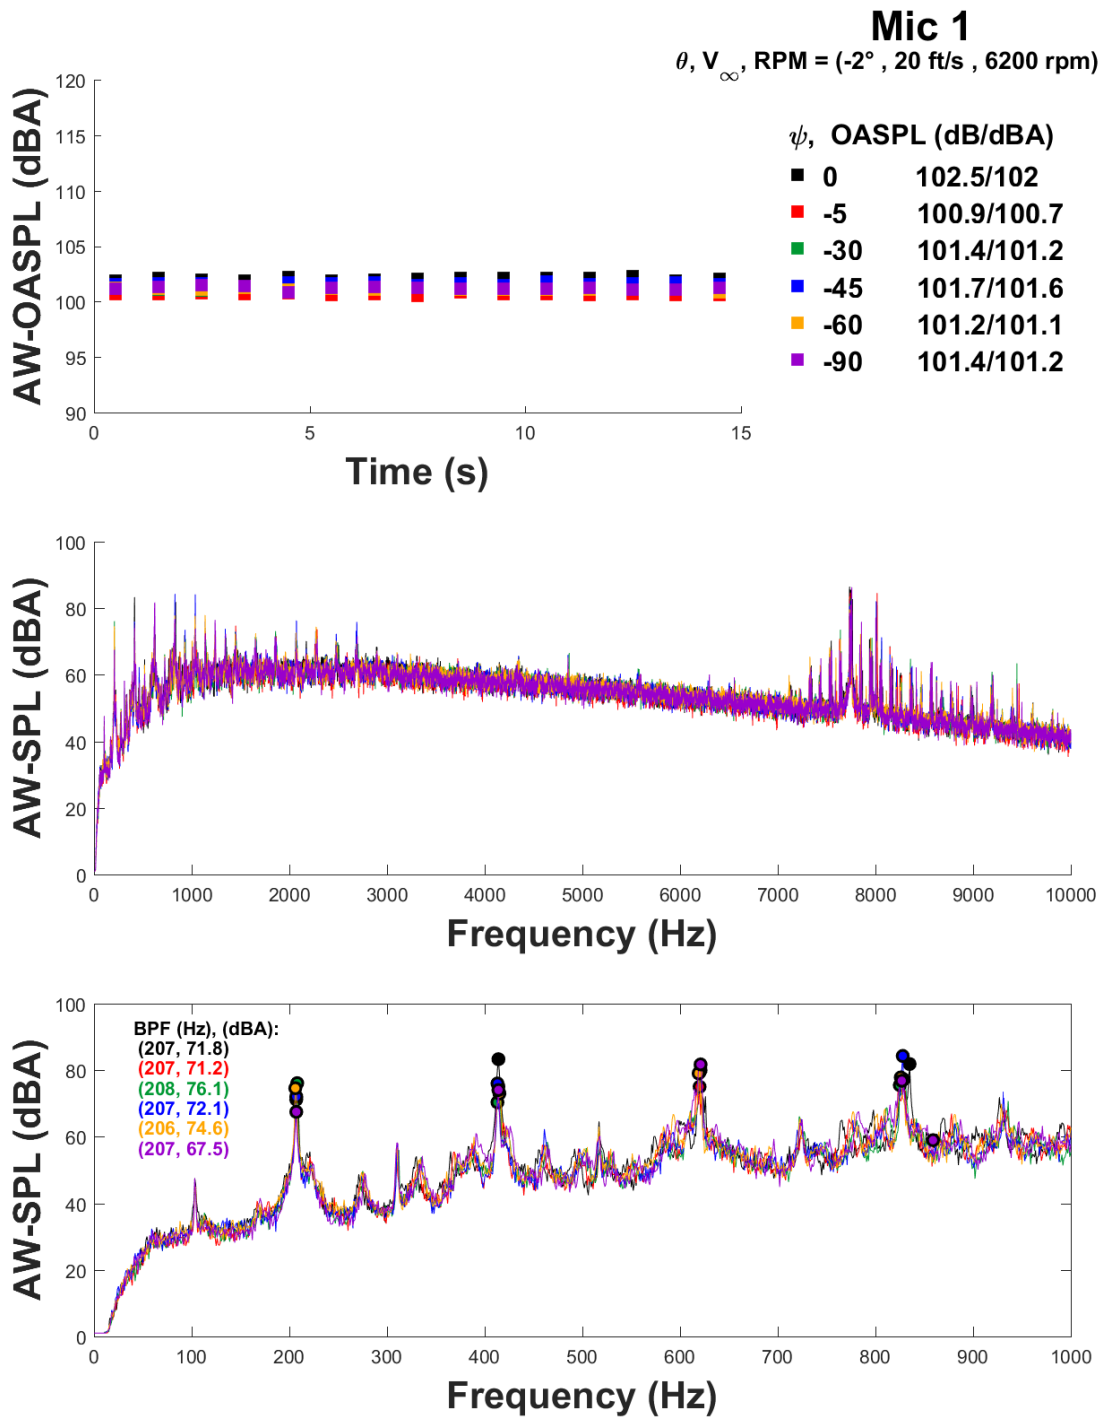 Mic 1
θ, V∞, RPM = (-2° , 20 ft/s , 6200 rpm)
ψ, OASPL (dB/dBA)
0 102.5/102
-5 100.9/100.7
-30 101.4/101.2
-45 101.7/101.6
-60 101.2/101.1
-90 101.4/101.2
AW-OASPL (dBA)
120
115
110
105
100
95
90
0 5 10 15
Time (s)
AW-SPL (dBA)
100
80
60
40
20
0
0 1000 2000 3000 4000 5000 6000 7000 8000 9000 10000
Frequency (Hz)
AW-SPL (dBA)
100
80
60
40
20
0
BPF (Hz), (dBA):
(207, 71.8)
(207, 71.2)
(208, 76.1)
(207, 72.1)
(206, 74.6)
(207, 67.5)
0 100 200 300 400 500 600 700 800 900 1000
Frequency (Hz)